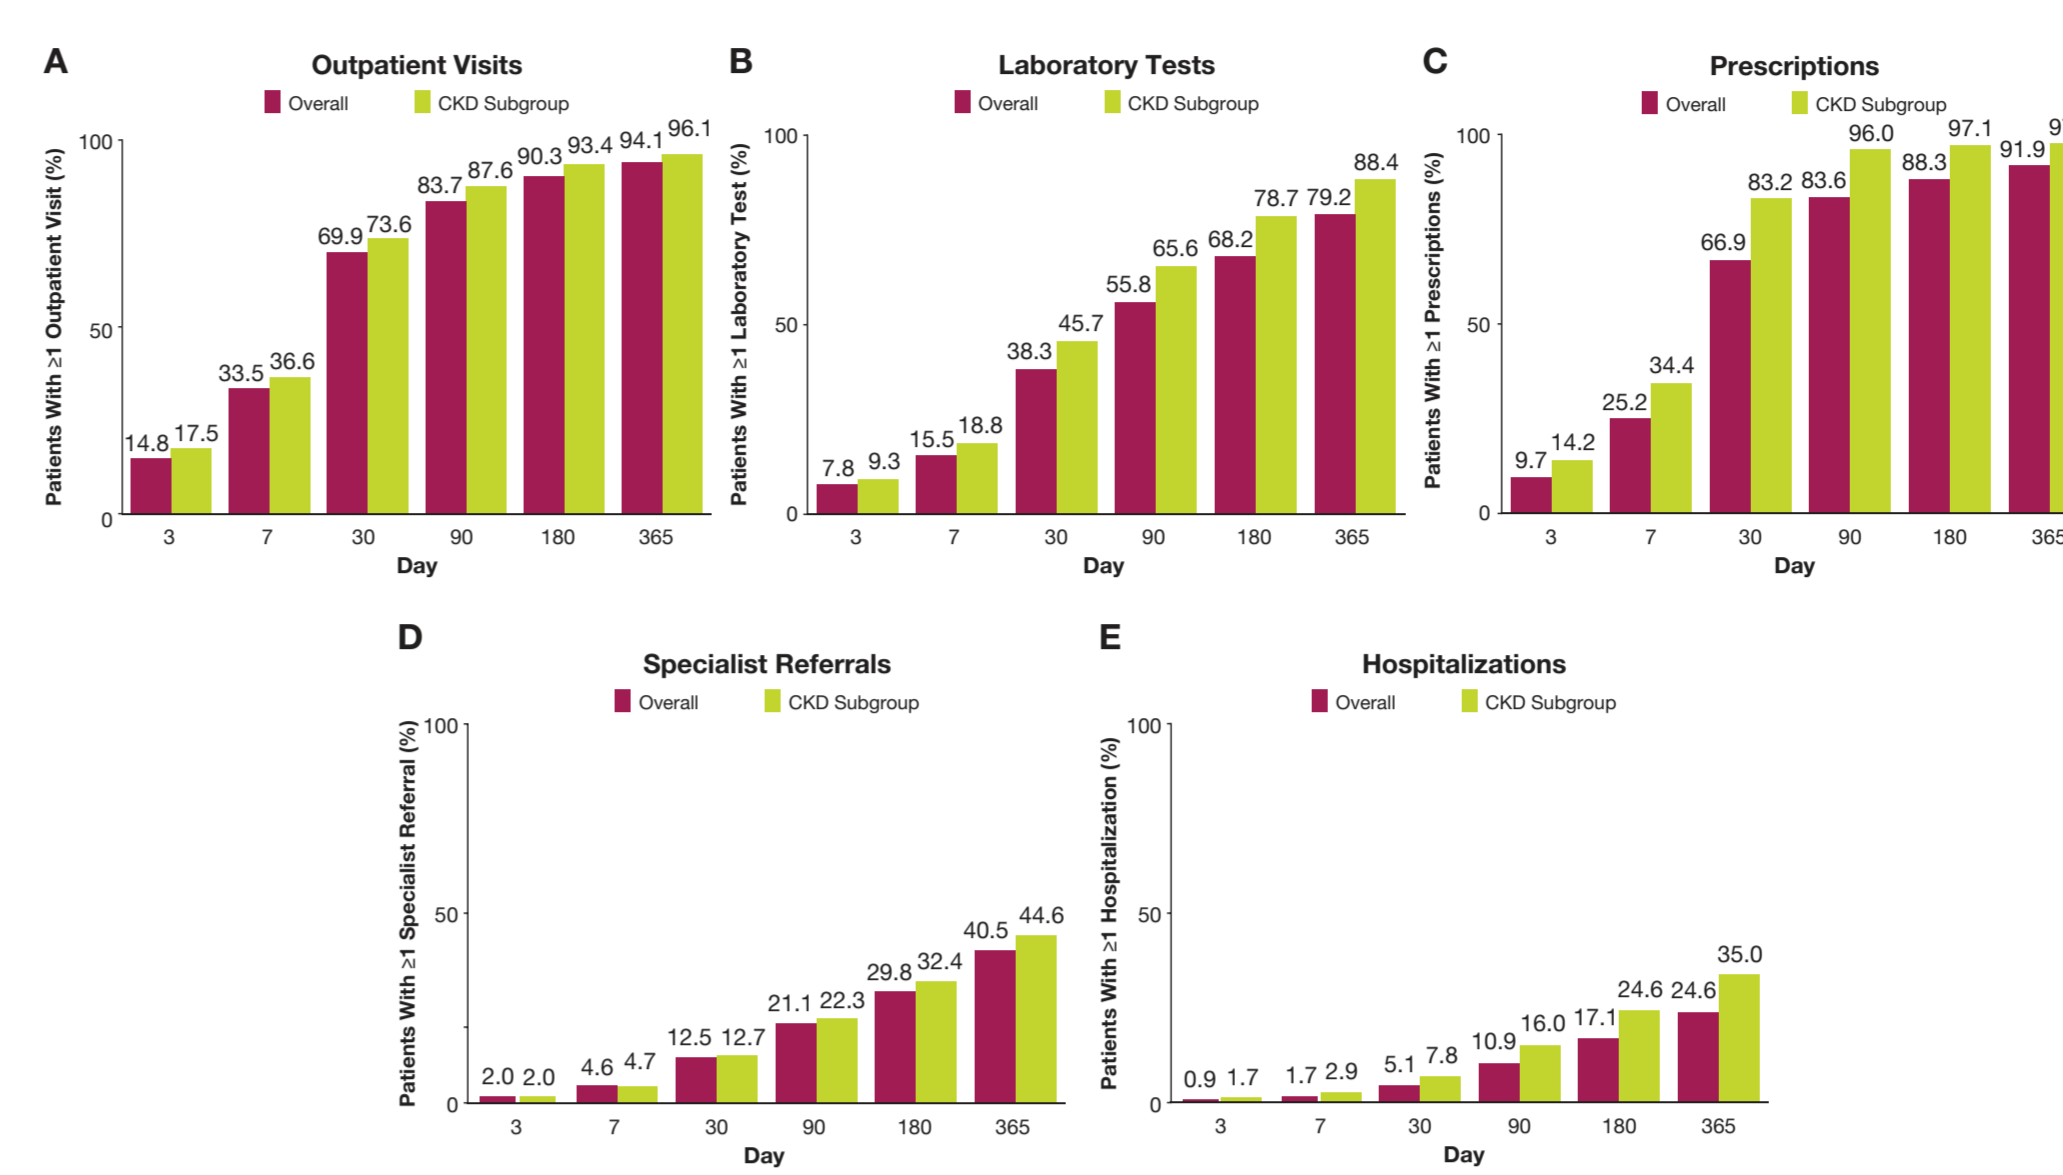 A
Outpatient Visits
Overall
CKD Subgroup
Patients With ≥1 Outpatient Visit (%)
100
50
0
14.8 17.5
33.5 36.6
69.9 73.6
83.7 87.6
90.3 93.4
94.1 96.1
3 7 30 90 180 365
Day
B
Laboratory Tests
Overall
CKD Subgroup
Patients With ≥1 Laboratory Test (%)
100
50
0
7.8 9.3
15.5 18.8
38.3 45.7
55.8 65.6
68.2 78.7
79.2 88.4
3 7 30 90 180 365
Day
C
Prescriptions
Overall
CKD Subgroup
Patients With ≥1 Prescriptions (%)
100
50
0
9.7 14.2
25.2 34.4
66.9 83.2
83.6 96.0
88.3 97.1
91.9
3 7 30 90 180 365
Day
D
Specialist Referrals
Overall
CKD Subgroup
Patients With ≥1 Specialist Referral (%)
100
50
0
2.0 2.0
4.6 4.7
12.5 12.7
21.1 22.3
29.8 32.4
40.5 44.6
3 7 30 90 180 365
Day
E
Hospitalizations
Overall
CKD Subgroup
Patients With ≥1 Hospitalization (%)
100
50
0
0.9 1.7
1.7 2.9
5.1 7.8
10.9 16.0
17.1 24.6
24.6 35.0
3 7 30 90 180 365
Day